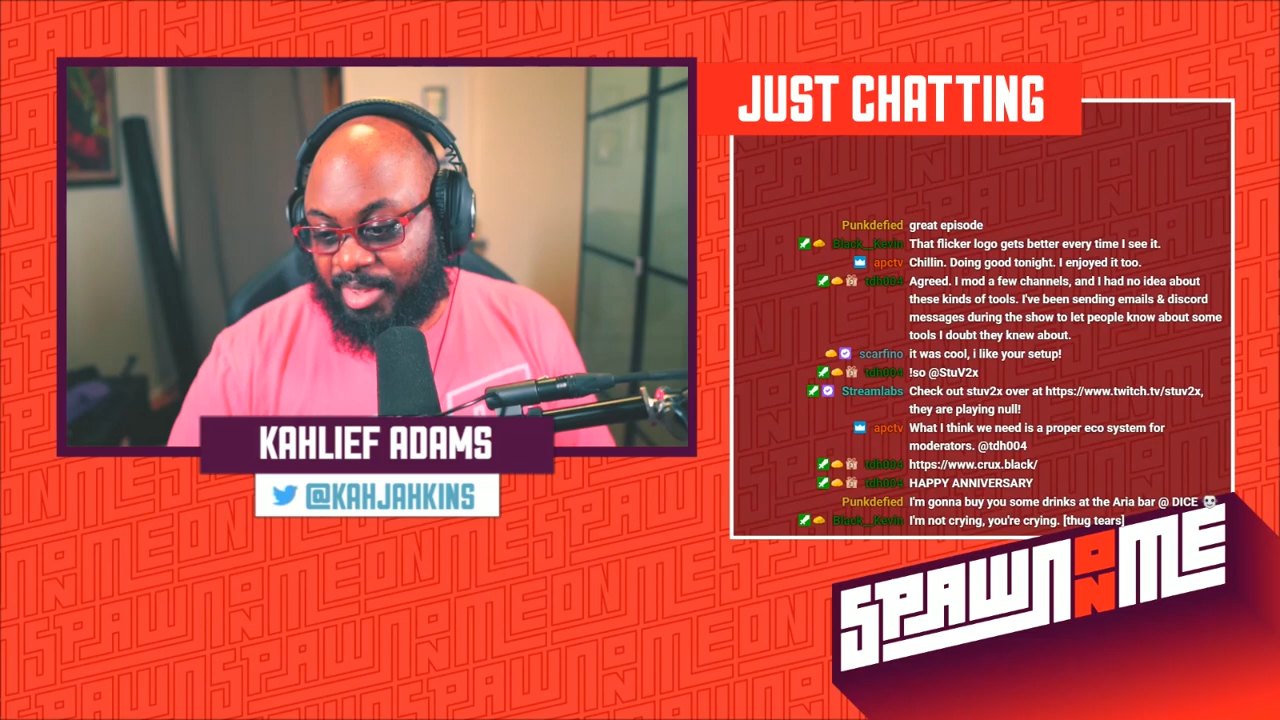 JUST CHATTING
Punkdefied great episode
Black__Kevin That flicker logo gets better every time I see it.
apctv Chillin. Doing good tonight. I enjoyed it too.
tdh004 Agreed. I mod a few channels, and I had no idea about
these kinds of tools. I've been sending emails & discord
messages during the show to let people know about some
tools I doubt they knew about.
scarfino it was cool, i like your setup!
tdh004 !so @StuV2x
Streamlabs Check out stuv2x over at https://www.twitch.tv/stuv2x,
they are playing null!
apctv What I think we need is a proper eco system for
moderators. @tdh004
tdh004 https://www.crux.black/
tdh004 HAPPY ANNIVERSARY
Punkdefied I'm gonna buy you some drinks at the Aria bar @ DICE
Black__Kevin I'm not crying, you're crying. [thug tears]
KAHLIEF ADAMS
@KAHJAHKINS
SPAWN ON ME